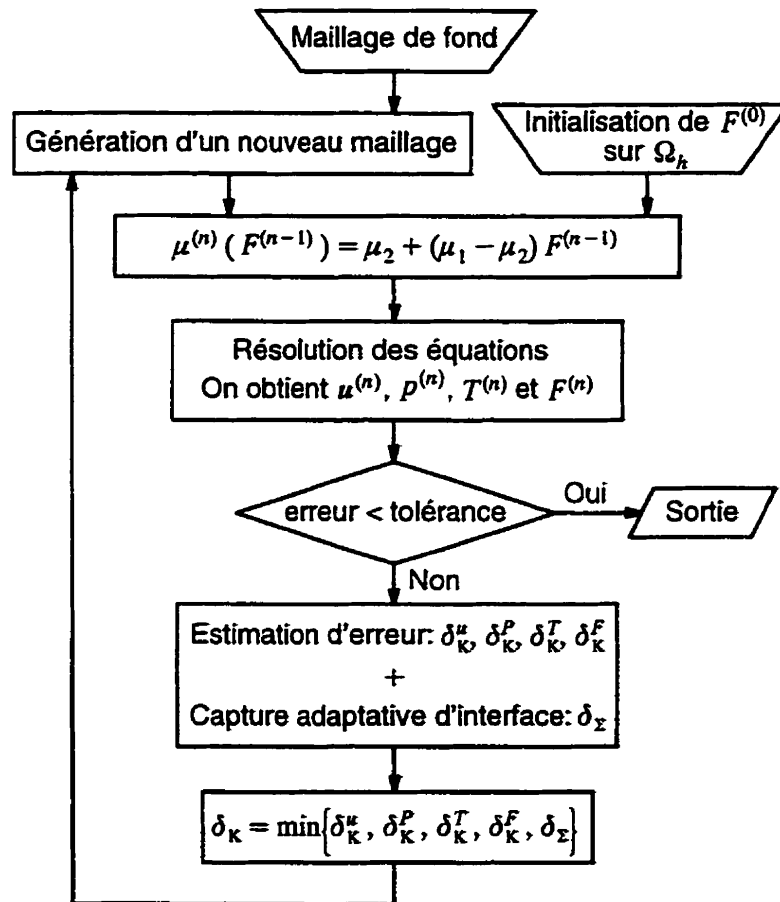 Maillage de fond
Génération d'un nouveau maillage
Initialisation de F^{(0)}
sur Ω_h
μ^{(n)} ( F^{(n−1)} ) = μ_2 + (μ_1 − μ_2) F^{(n−1)}
Résolution des équations
On obtient u^{(n)}, p^{(n)}, T^{(n)} et F^{(n)}
erreur < tolérance
Oui
Sortie
Non
Estimation d'erreur: δ_K^u, δ_K^P, δ_K^T, δ_K^F
+
Capture adaptative d'interface: δ_Σ
δ_K = min{δ_K^u, δ_K^P, δ_K^T, δ_K^F, δ_Σ}